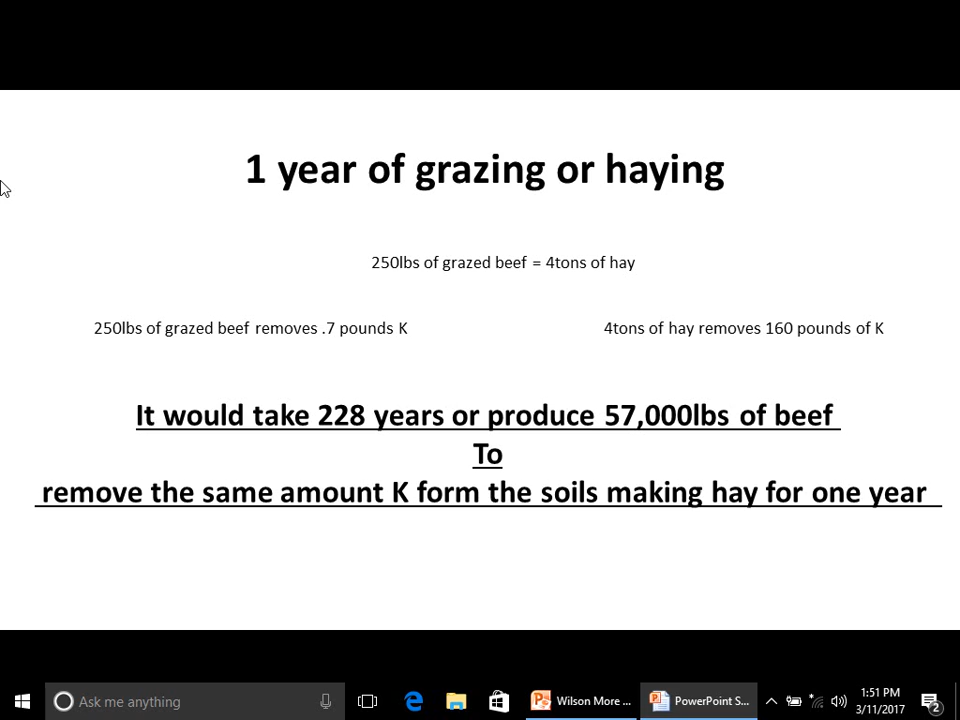 1 year of grazing or haying
250lbs of grazed beef = 4tons of hay
250lbs of grazed beef removes .7 pounds K
4tons of hay removes 160 pounds of K
It would take 228 years or produce 57,000lbs of beef
To
remove the same amount K form the soils making hay for one year
Ask me anything
Wilson More ...
PowerPoint S...
1:51 PM
3/11/2017
2